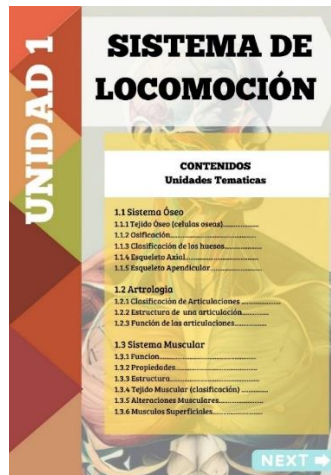 UNIDAD 1
SISTEMA DE
LOCOMOCIÓN
CONTENIDOS
Unidades Tematicas
1.1 Sistema Óseo
1.1.1 Tejido Óseo (celulas oseas)....................
1.1.2 Osificación....................................
1.1.3 Clasificación de los huesos....................
1.1.4 Esqueleto Axial................................
1.1.5 Esqueleto Apendicular.........................
1.2 Artrologia
1.2.1 Clasificación de Articulaciones ....................
1.2.2 Estructura de una articulación....................
1.2.3 Función de las articulaciones....................
1.3 Sistema Muscular
1.3.1 Funcion....................................
1.3.2 Propiedades................................
1.3.3 Estructura.................................
1.3.4 Tejido Muscular (clasificación) ....................
1.3.5 Alteraciones Musculares....................
1.3.6 Musculos Superficiales....................
NEXT